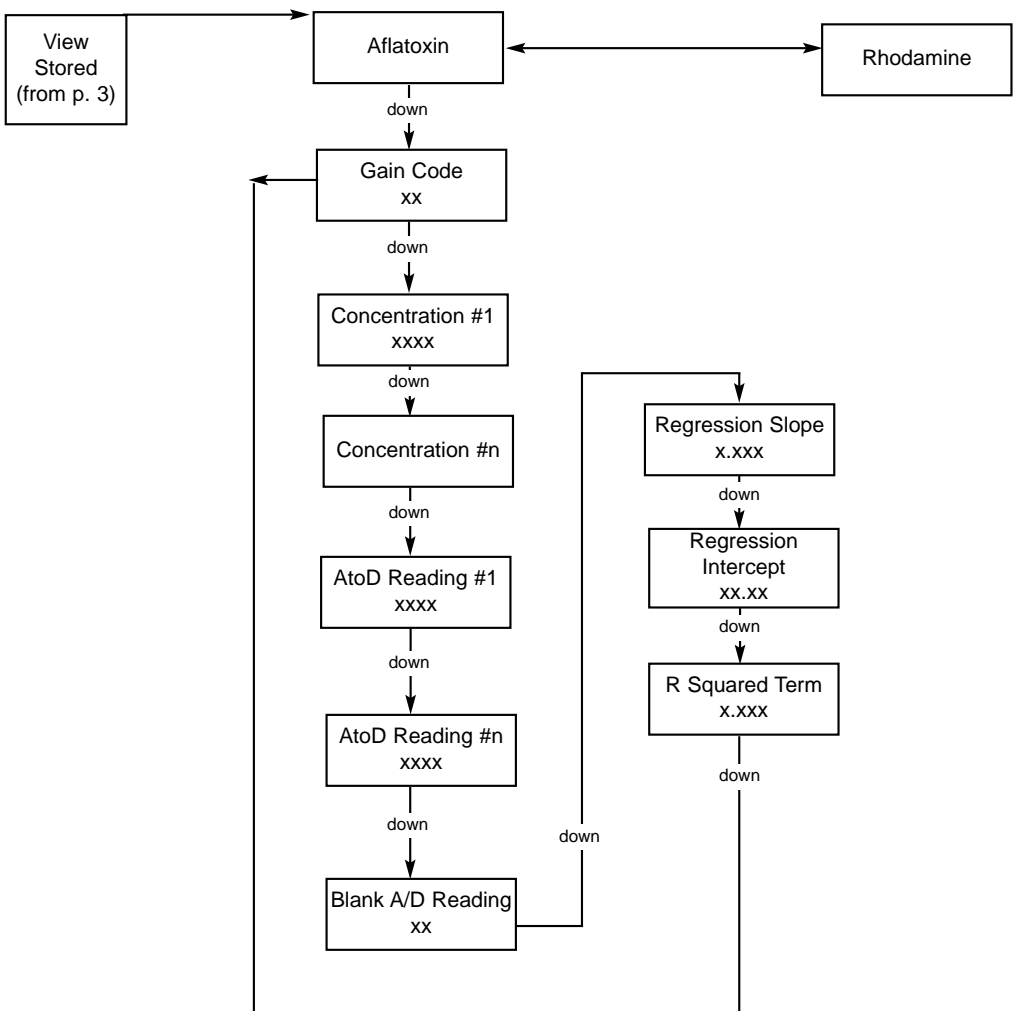 View
Stored
(from p. 3)
Aflatoxin
Rhodamine
down
Gain Code
xx
down
Concentration #1
xxxx
down
Concentration #n
down
AtoD Reading #1
xxxx
down
AtoD Reading #n
xxxx
down
Blank A/D Reading
xx
down
Regression Slope
x.xxx
down
Regression
Intercept
xx.xx
down
R Squared Term
x.xxx
down